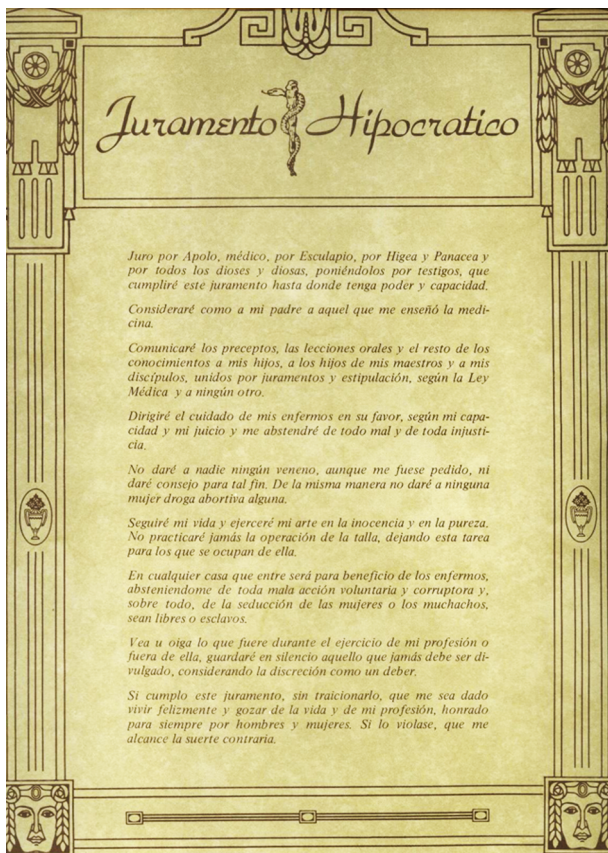 Juramento Hipocratico
Juro por Apolo, médico, por Esculapio, por Higea y Panacea y
por todos los dioses y diosas, poniéndolos por testigos, que
cumpliré este juramento hasta donde tenga poder y capacidad.
Consideraré como a mi padre a aquel que me enseñó la medi-
cina.
Comunicaré los preceptos, las lecciones orales y el resto de los
conocimientos a mis hijos, a los hijos de mis maestros y a mis
discípulos, unidos por juramentos y estipulación, según la Ley
Médica y a ningún otro.
Dirigiré el cuidado de mis enfermos en su favor, según mi capa-
cidad y mi juicio y me abstendré de todo mal y de toda injusti-
cia.
No daré a nadie ningún veneno, aunque me fuese pedido, ni
daré consejo para tal fin. De la misma manera no daré a ninguna
mujer droga abortiva alguna.
Seguiré mi vida y ejerceré mi arte en la inocencia y en la pureza.
No practicaré jamás la operación de la talla, dejando esta tarea
para los que se ocupan de ella.
En cualquier casa que entre será para beneficio de los enfermos,
absteniendome de toda mala acción voluntaria y corruptora y,
sobre todo, de la seducción de las mujeres o los muchachos,
sean libres o esclavos.
Vea u oiga lo que fuere durante el ejercicio de mi profesión o
fuera de ella, guardaré en silencio aquello que jamás debe ser di-
vulgado, considerando la discreción como un deber.
Si cumplo este juramento, sin traicionarlo, que me sea dado
vivir felizmente y gozar de la vida y de mi profesión, honrado
para siempre por hombres y mujeres. Si lo violase, que me
alcance la suerte contraria.